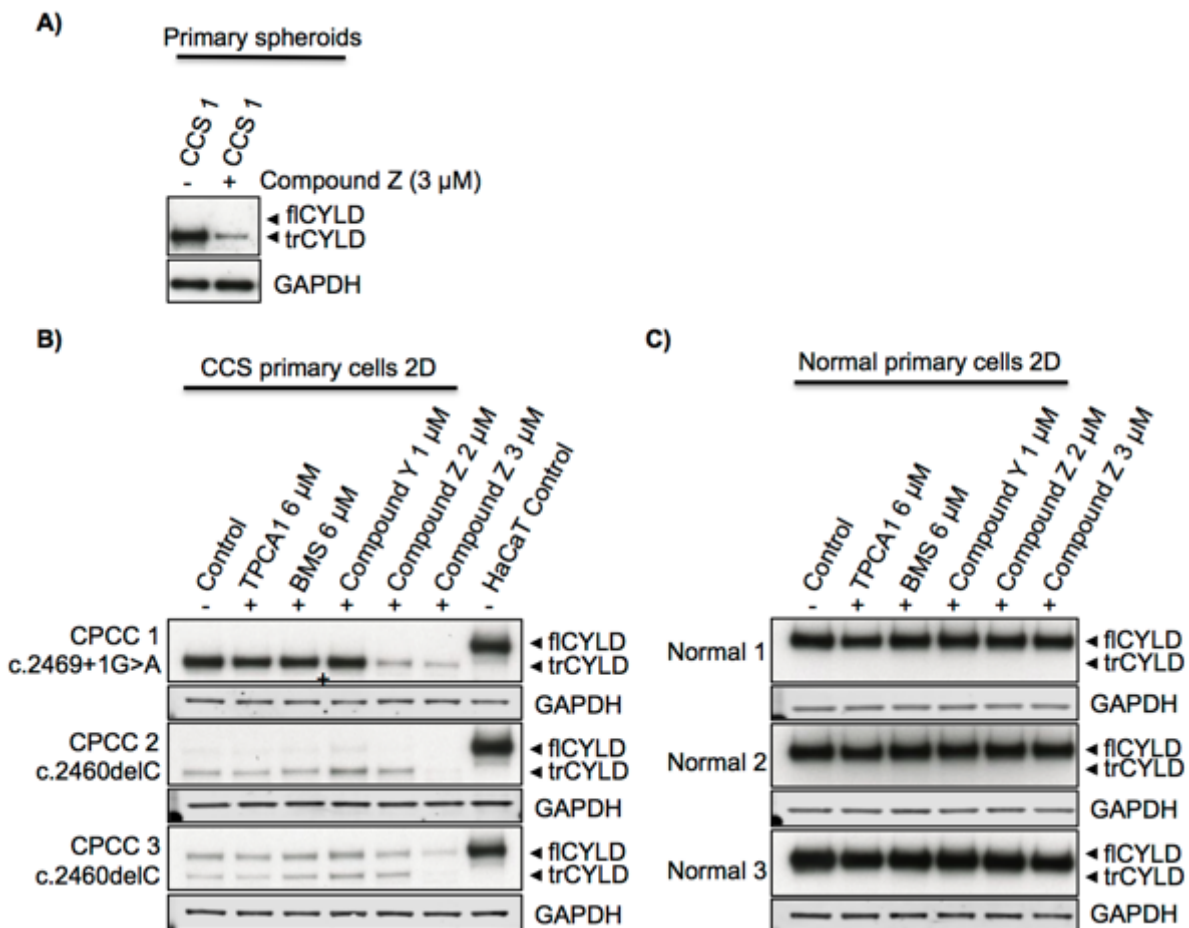 A)
Primary spheroids
CCS 1
CCS 1
- + Compound Z (3 µM)
◄ flCYLD
◄ trCYLD
GAPDH
B)
CCS primary cells 2D
Control
TPCA1 6 µM
BMS 6 µM
Compound Y 1 µM
Compound Z 2 µM
Compound Z 3 µM
HaCaT Control
- + + + + + -
CPCC 1
c.2469+1G>A
◄ flCYLD
◄ trCYLD
+
GAPDH
CPCC 2
c.2460delC
◄ flCYLD
◄ trCYLD
GAPDH
CPCC 3
c.2460delC
◄ flCYLD
◄ trCYLD
GAPDH
C)
Normal primary cells 2D
Control
TPCA1 6 µM
BMS 6 µM
Compound Y 1 µM
Compound Z 2 µM
Compound Z 3 µM
- + + + + +
Normal 1
◄ flCYLD
◄ trCYLD
GAPDH
Normal 2
◄ flCYLD
◄ trCYLD
GAPDH
Normal 3
◄ flCYLD
◄ trCYLD
GAPDH